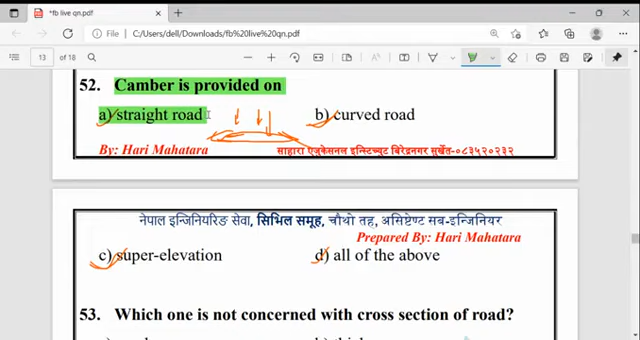 *fb live qn.pdf
File
C:/Users/dell/Downloads/fb%20live%20qn.pdf
13 of 18
52. Camber is provided on
a) straight road b) curved road
By: Hari Mahatara साहारा एजुकेसनल इन्स्टिच्युट बिरेन्द्रनगर सुर्खेत-०८३५२०२३२
नेपाल इन्जिनियरिङ सेवा, सिभिल समूह, चौथो तह, असिष्टेण्ट सब-इन्जिनियर
Prepared By: Hari Mahatara
c) super-elevation d) all of the above
53. Which one is not concerned with cross section of road?